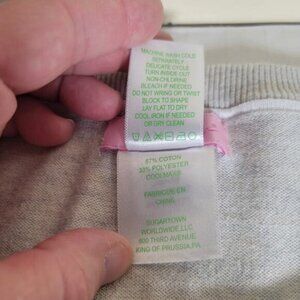 MACHINE WASH COLD
SEPARATELY
DELICATE CYCLE
TURN INSIDE OUT
NON-CHLORINE
BLEACH IF NEEDED
DO NOT WRING OR TWIST
BLOCK TO SHAPE
LAY FLAT TO DRY
COOL IRON IF NEEDED
OR DRY CLEAN
67% COTTON
33% POLYESTER
COOLMAX®
FABRIQUE EN
CHINE
SUGARTOWN
WORLDWIDE,LLC.
800 THIRD AVENUE,
KING OF PRUSSIA,PA.